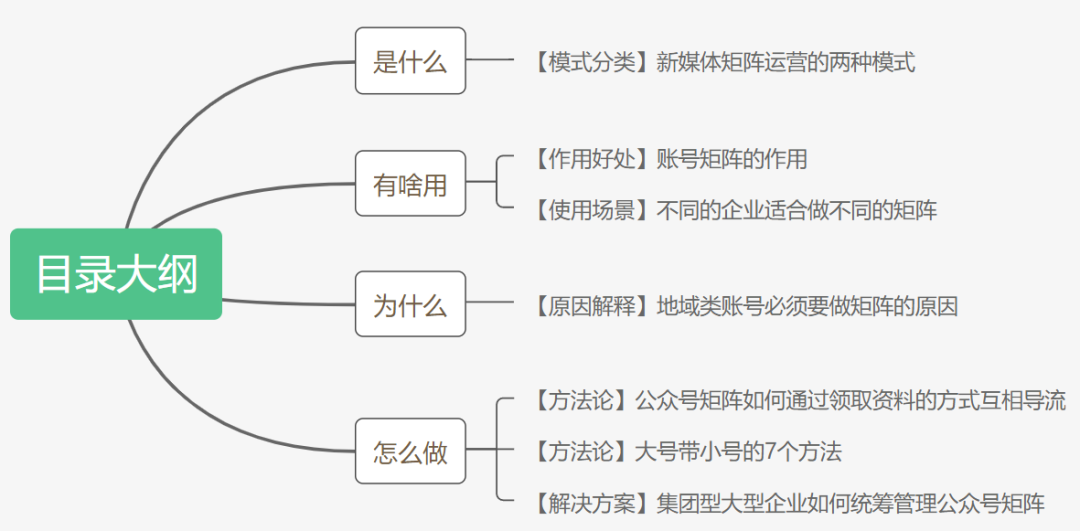 目录大纲
是什么
【模式分类】新媒体矩阵运营的两种模式
有啥用
【作用好处】账号矩阵的作用
【使用场景】不同的企业适合做不同的矩阵
为什么
【原因解释】地域类账号必须要做矩阵的原因
怎么做
【方法论】公众号矩阵如何通过领取资料的方式互相导流
【方法论】大号带小号的7个方法
【解决方案】集团型大型企业如何统筹管理公众号矩阵